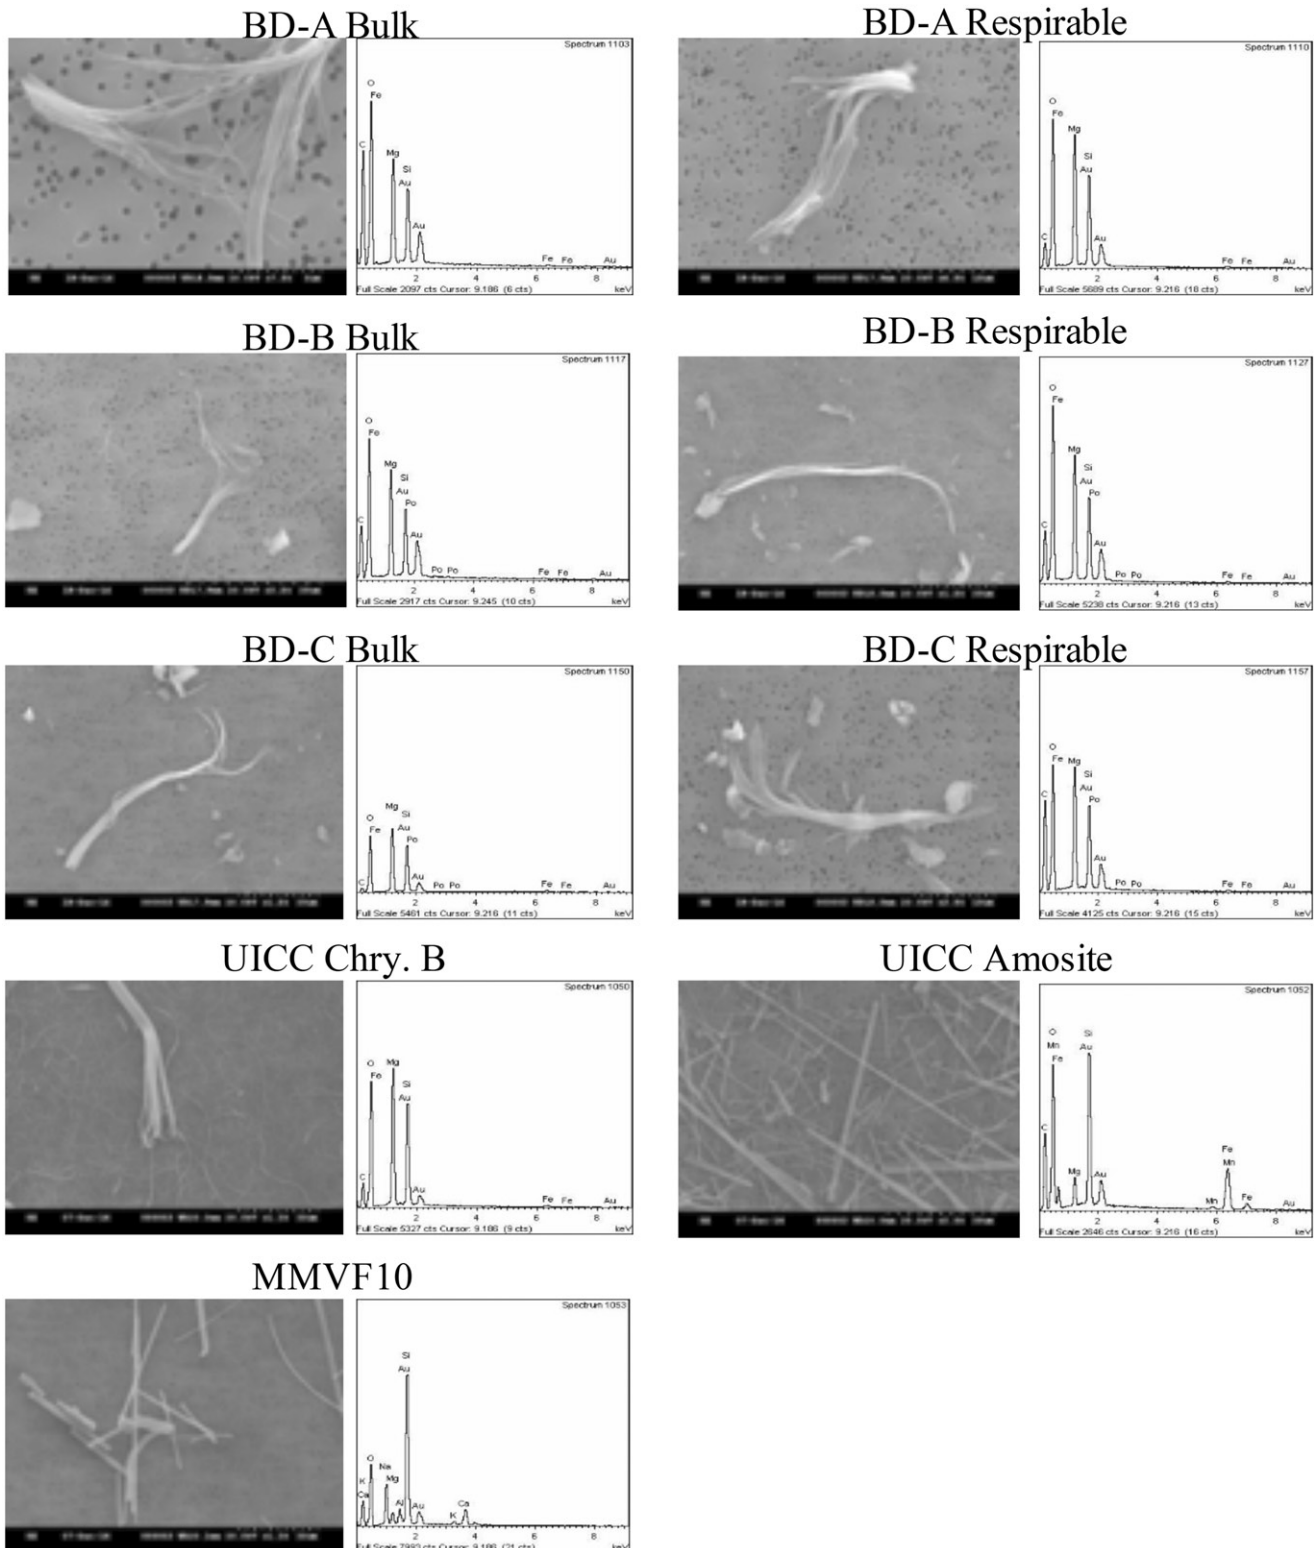 BD-A Bulk
Spectrum 1103
O
Fe
C
Mg
Si
Au
Au
Fe Fe Au
2 4 6 8
Full Scale 2097 cts Cursor: 9.186 (6 cts) keV
BD-A Respirable
Spectrum 1110
O
Fe
Mg
Si
Au
C
Au
Fe Fe Au
2 4 6 8
Full Scale 5689 cts Cursor: 9.216 (18 cts) keV
BD-B Bulk
Spectrum 1117
O
Fe
Mg
Si
Au
Po
C
Au
Po Po Fe Fe Au
2 4 6 8
Full Scale 2917 cts Cursor: 9.245 (10 cts) keV
BD-B Respirable
Spectrum 1127
O
Fe
Mg
Si
Au
Po
C
Au
Po Po Fe Fe Au
2 4 6 8
Full Scale 5238 cts Cursor: 9.216 (13 cts) keV
BD-C Bulk
Spectrum 1150
Mg
O Si
Fe Au
Po
Au
C Po Po Fe Fe Au
2 4 6 8
Full Scale 5461 cts Cursor: 9.216 (11 cts) keV
BD-C Respirable
Spectrum 1157
O
Fe Mg
Si
Au
C Po
Au
Po Po Fe Fe Au
2 4 6 8
Full Scale 4125 cts Cursor: 9.216 (15 cts) keV
UICC Chry. B
Spectrum 1050
O Mg
Fe
Si
Au
C
Au
Fe Fe Au
2 4 6 8
Full Scale 5327 cts Cursor: 9.186 (9 cts) keV
UICC Amosite
Spectrum 1052
O Si
Mn Au
Fe
C
Fe
Mn
Mg Au
Mn Fe Au
2 4 6 8
Full Scale 2646 cts Cursor: 9.216 (16 cts) keV
MMVF10
Spectrum 1053
Si
Au
O
Na
K Mg
Ca
Al Au Ca
K
2 4 6 8
Full Scale 7993 cts Cursor: 9.186 (21 cts) keV